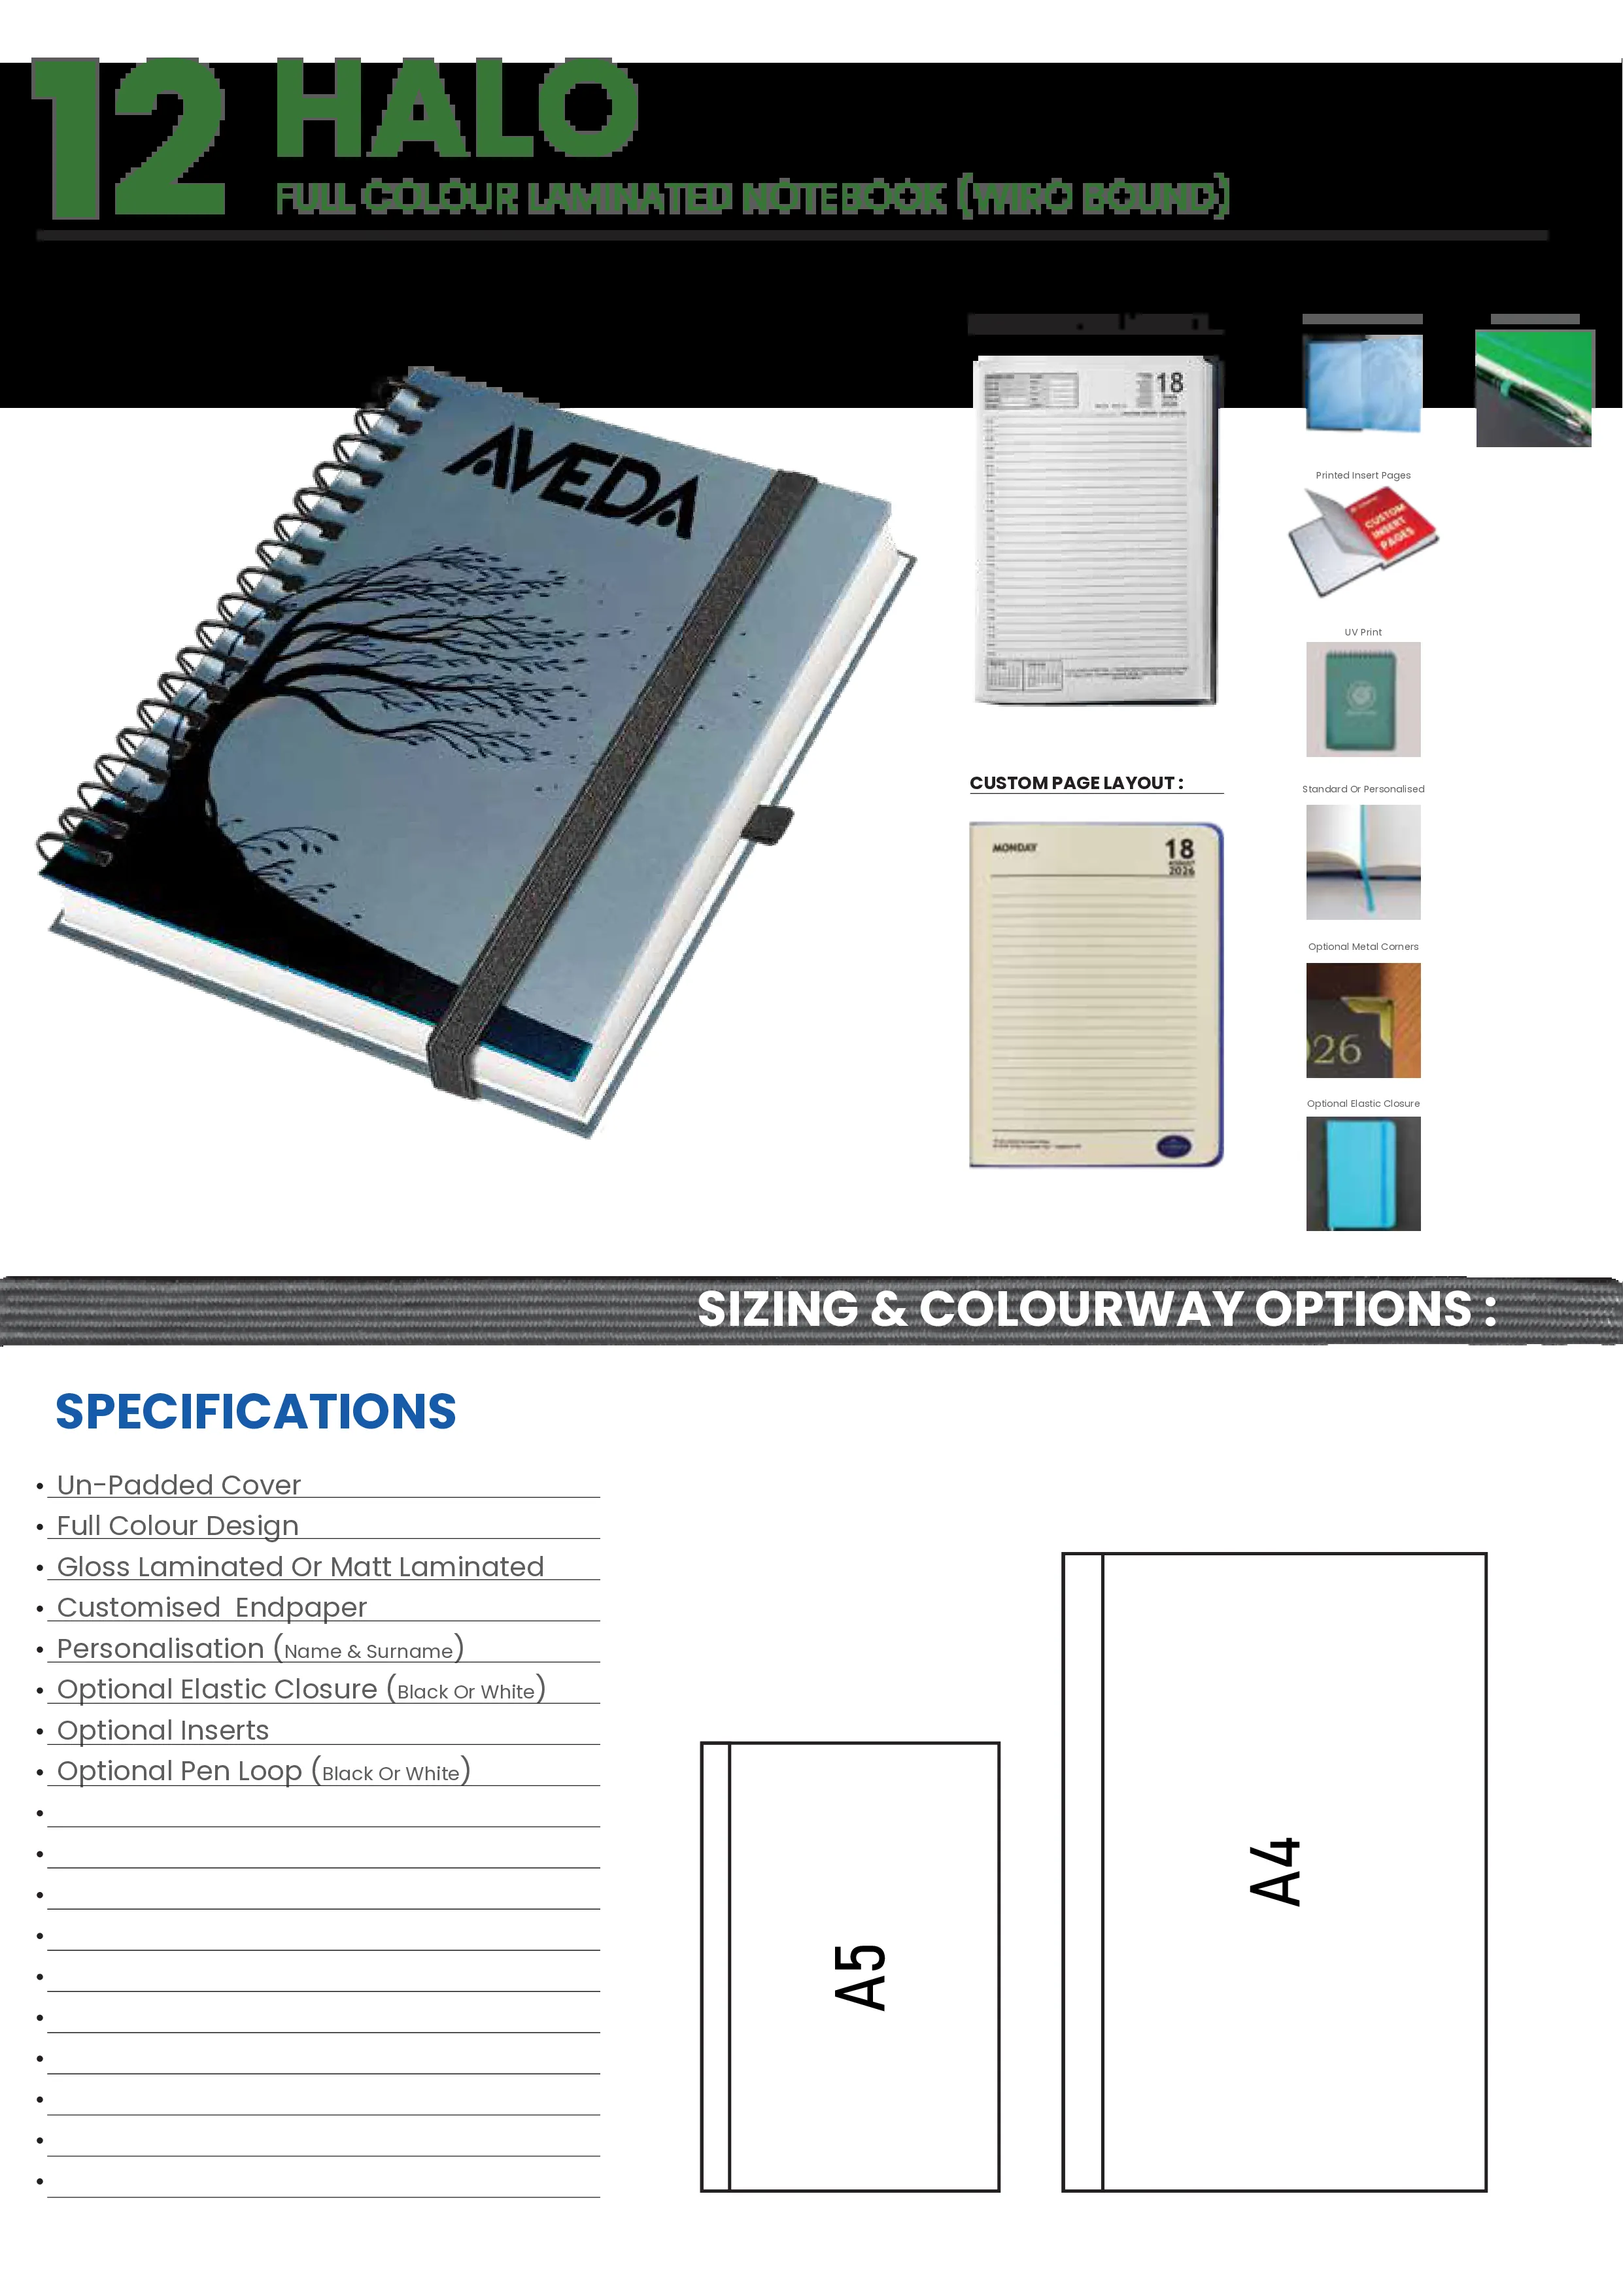 12 HALO
FULL COLOUR LAMINATED NOTEBOOK (WIRO BOUND)
AVEDA
18
Printed Insert Pages
CUSTOM
INSERT
PAGES
UV Print
CUSTOM PAGE LAYOUT :
MONDAY
18
AUGUST
2026
Standard Or Personalised
Optional Metal Corners
26
Optional Elastic Closure
SIZING & COLOURWAY OPTIONS :
SPECIFICATIONS
• Un-Padded Cover
• Full Colour Design
• Gloss Laminated Or Matt Laminated
• Customised Endpaper
• Personalisation (Name & Surname)
• Optional Elastic Closure (Black Or White)
• Optional Inserts
• Optional Pen Loop (Black Or White)
A5
A4